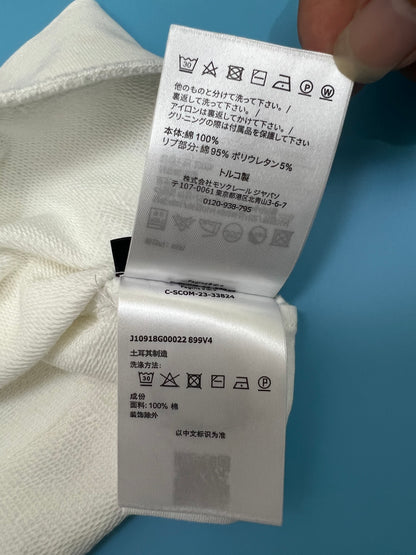 他のものと分けて洗って下さい。/
裏返して洗って下さい。/
アイロンは裏返しでかけて下さい。/
クリーニングの際は付属品を保護して下さい
本体:綿 100%
リブ部分: 綿 95% ポリウレタン 5%
トルコ製
株式会社モンクレール ジャパン
〒107-0061 東京都港区北青山3-6-7
0120-938-795
C-SCOM-23-33824
J10918G00022 899V4
土耳其制造
洗涤方法:
成份
面料: 100% 棉
装饰除外
以中文标识为准